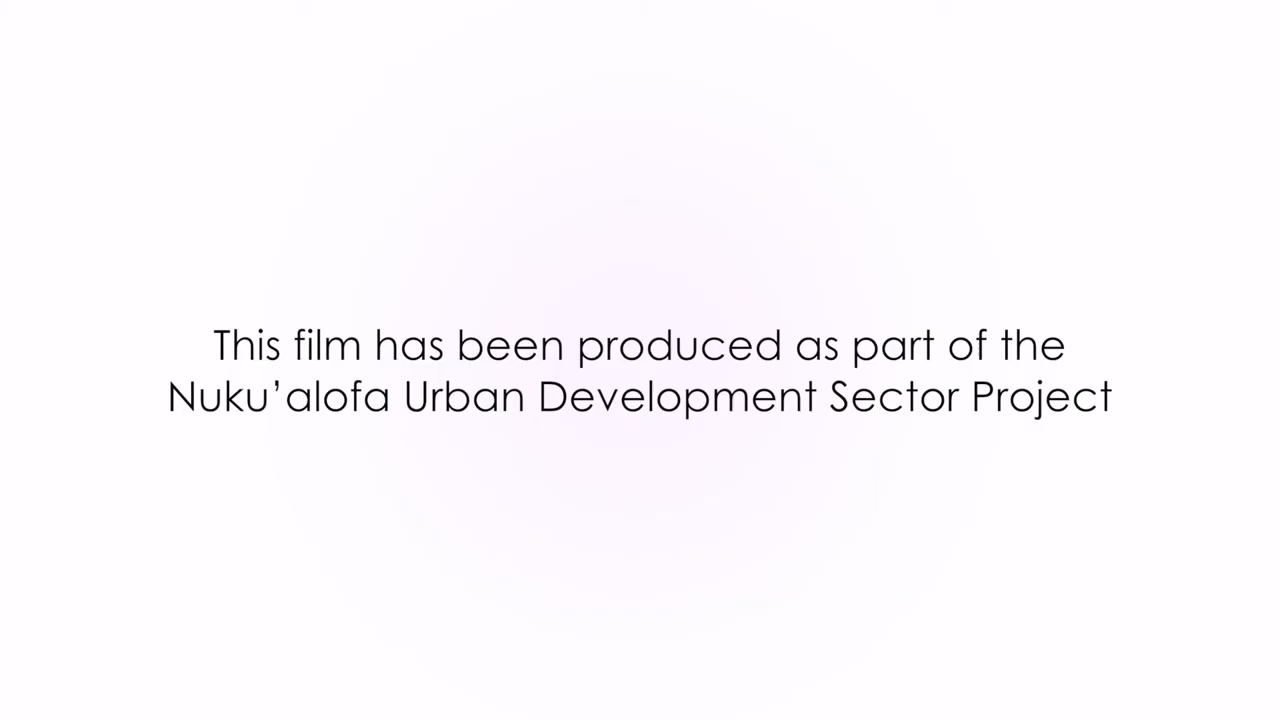 This film has been produced as part of the
Nuku’alofa Urban Development Sector Project